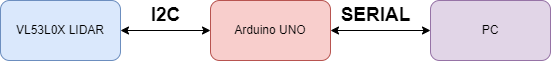 VL53L0X LIDAR
I2C
Arduino UNO
SERIAL
PC